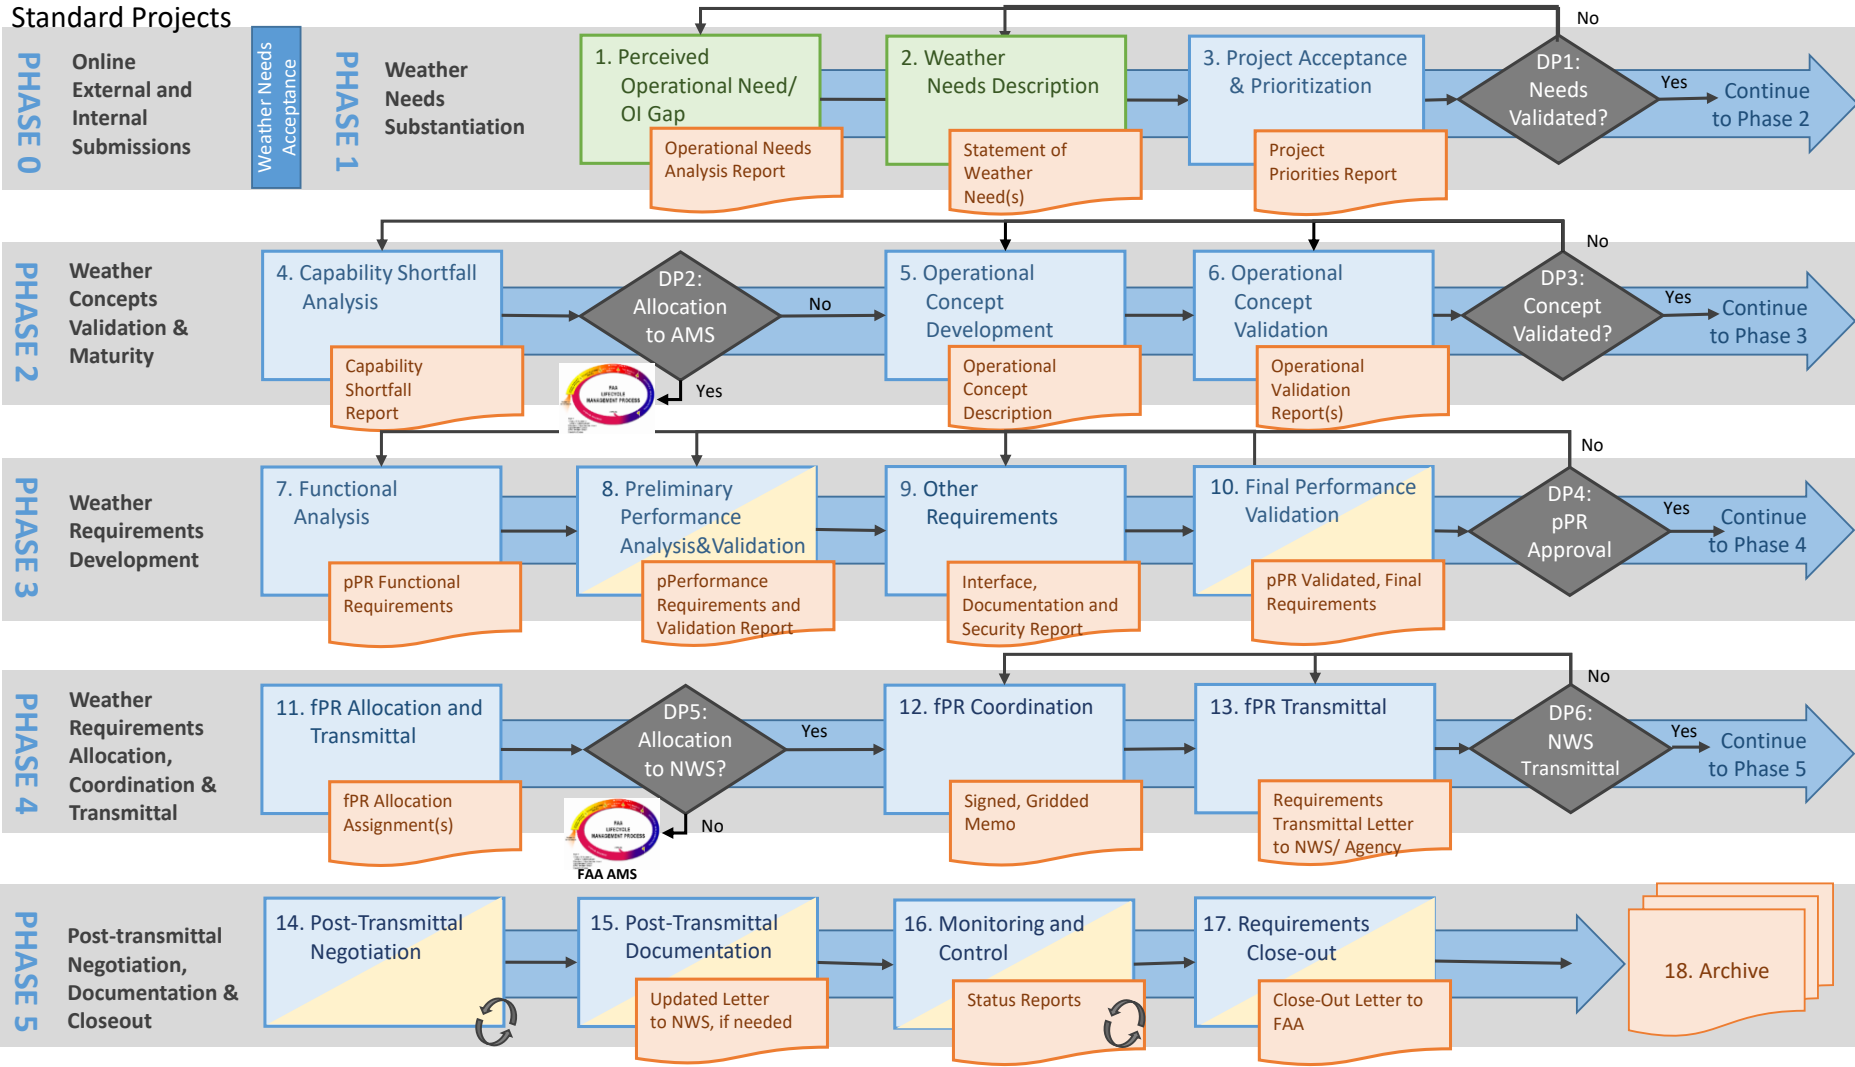 Standard Projects
PHASE 0
Online
External and
Internal
Submissions
Weather Needs
Acceptance
PHASE 1
Weather
Needs
Substantiation
1. Perceived
Operational Need/
OI Gap
Operational Needs
Analysis Report
2. Weather
Needs Description
Statement of
Weather
Need(s)
3. Project Acceptance
& Prioritization
Project
Priorities Report
DP1:
Needs
Validated?
No
Yes
Continue
to Phase 2
PHASE 2
Weather
Concepts
Validation &
Maturity
4. Capability Shortfall
Analysis
Capability
Shortfall
Report
DP2:
Allocation
to AMS
No
Yes
FAA
LIFECYCLE
MANAGEMENT PROCESS
5. Operational
Concept
Development
Operational
Concept
Description
6. Operational
Concept
Validation
Operational
Validation
Report(s)
DP3:
Concept
Validated?
No
Yes
Continue
to Phase 3
PHASE 3
Weather
Requirements
Development
7. Functional
Analysis
pPR Functional
Requirements
8. Preliminary
Performance
Analysis&Validation
pPerformance
Requirements and
Validation Report
9. Other
Requirements
Interface,
Documentation and
Security Report
10. Final Performance
Validation
pPR Validated, Final
Requirements
DP4:
pPR
Approval
No
Yes
Continue
to Phase 4
PHASE 4
Weather
Requirements
Allocation,
Coordination &
Transmittal
11. fPR Allocation and
Transmittal
fPR Allocation
Assignment(s)
DP5:
Allocation
to NWS?
Yes
No
FAA
LIFECYCLE
MANAGEMENT PROCESS
FAA AMS
12. fPR Coordination
Signed, Gridded
Memo
13. fPR Transmittal
Requirements
Transmittal Letter
to NWS/ Agency
DP6:
NWS
Transmittal
No
Yes
Continue
to Phase 5
PHASE 5
Post-transmittal
Negotiation,
Documentation &
Closeout
14. Post-Transmittal
Negotiation
15. Post-Transmittal
Documentation
Updated Letter
to NWS, if needed
16. Monitoring and
Control
Status Reports
17. Requirements
Close-out
Close-Out Letter to
FAA
18. Archive